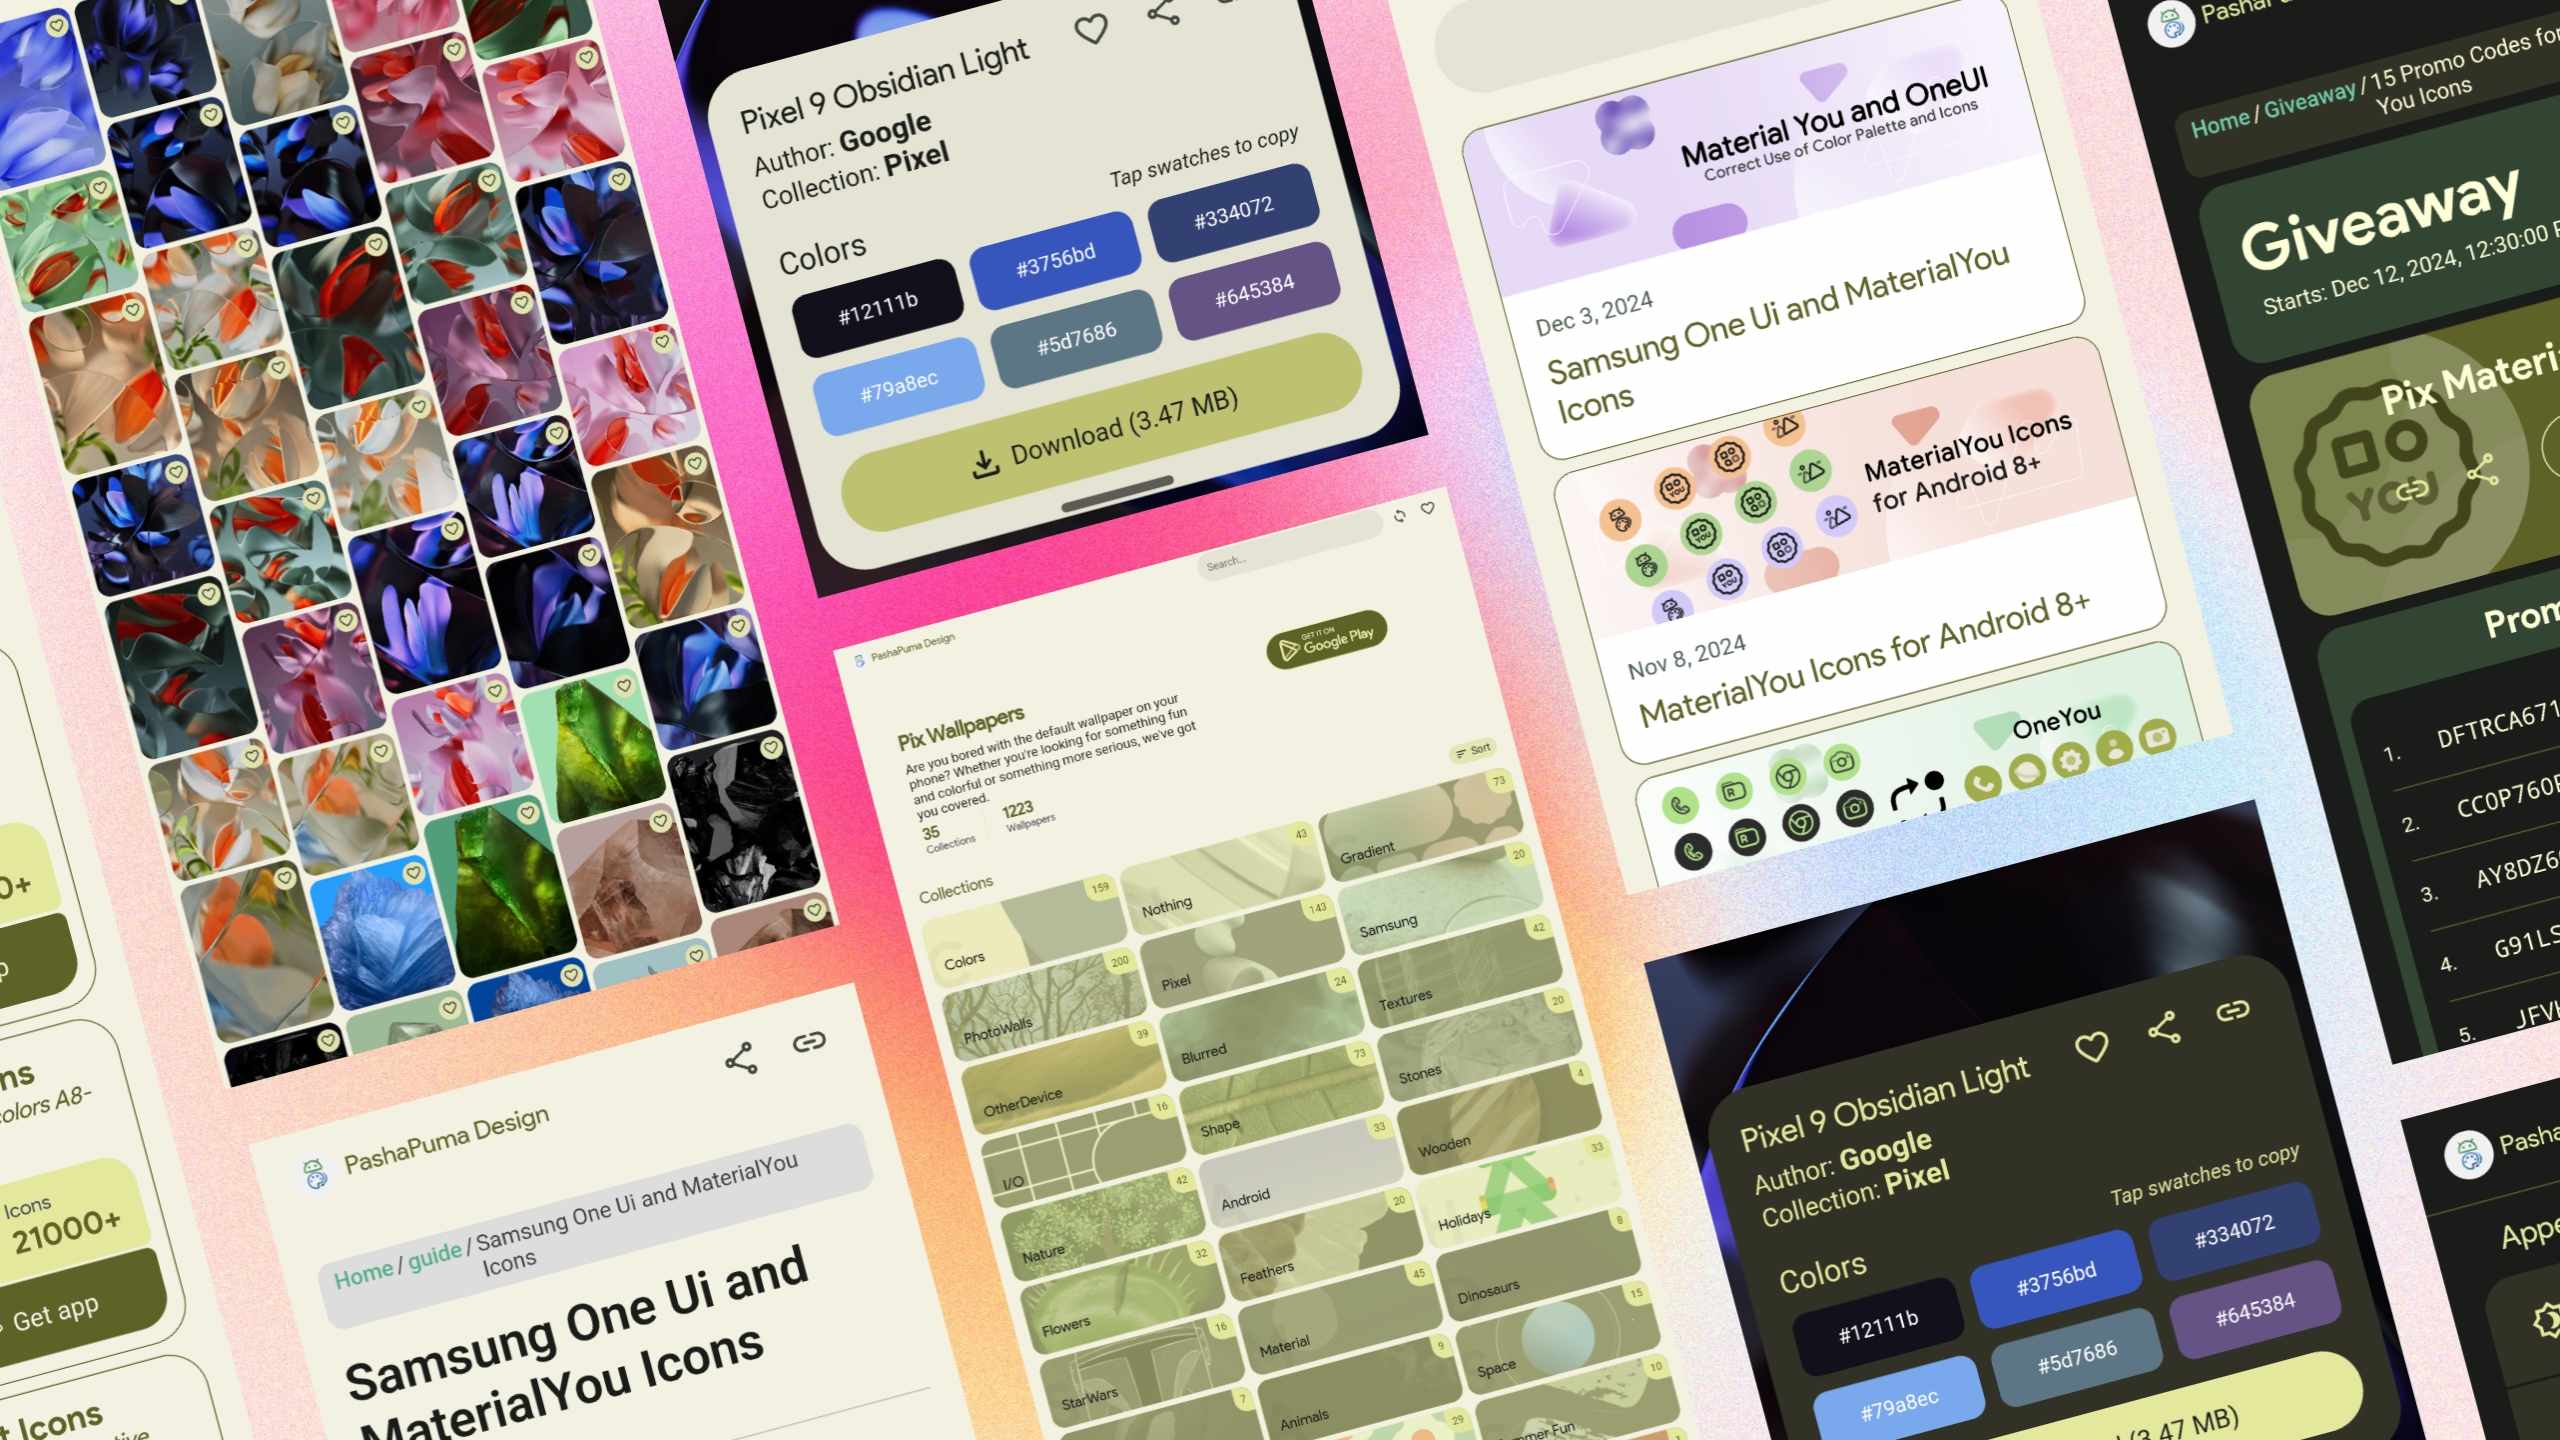 0+
p
ns
colors A8-
Icons
21000+
Get app
t Icons
Pixel 9 Obsidian Light
Author: Google
Collection: Pixel
Tap swatches to copy
Colors
#12111b
#3756bd
#334072
#79a8ec
#5d7686
#645384
Download (3.47 MB)
PashaPuma Design
Home / guide / Samsung One Ui and MaterialYou
Icons
Samsung One Ui and
MaterialYou Icons
Search...
PashaPuma Design
GET IT ON
Google Play
Pix Wallpapers
Are you bored with the default wallpaper on your
phone? Whether you're looking for something fun
and colorful or something more serious, we've got
you covered.
35
Collections
1223
Wallpapers
Sort
Collections
Colors
159
Nothing
43
Gradient
73
PhotoWalls
200
Pixel
143
Samsung
20
OtherDevice
39
Blurred
24
Textures
42
I/O
16
Shape
73
Stones
20
Nature
42
Android
33
Wooden
4
Flowers
32
Feathers
20
Holidays
33
StarWars
16
Material
45
Dinosaurs
8
7
Animals
9
Space
15
29
10
Material You and OneUI
Correct Use of Color Palette and Icons
Dec 3, 2024
Samsung One Ui and MaterialYou
Icons
MaterialYou Icons
for Android 8+
YOU
YOU
YOU
Nov 8, 2024
MaterialYou Icons for Android 8+
OneYou
Pixel 9 Obsidian Light
Author: Google
Collection: Pixel
Tap swatches to copy
Colors
#12111b
#3756bd
#334072
#79a8ec
#5d7686
#645384
(3.47 MB)
Home / Giveaway / 15 Promo Codes for
You Icons
Giveaway
Starts: Dec 12, 2024, 12:30:00
Pix Materi
YOU
Prom
1. DFTRCA671
2. CC0P760
3. AY8DZ6
4. G91LS
5. JFV
Pasha
Appe